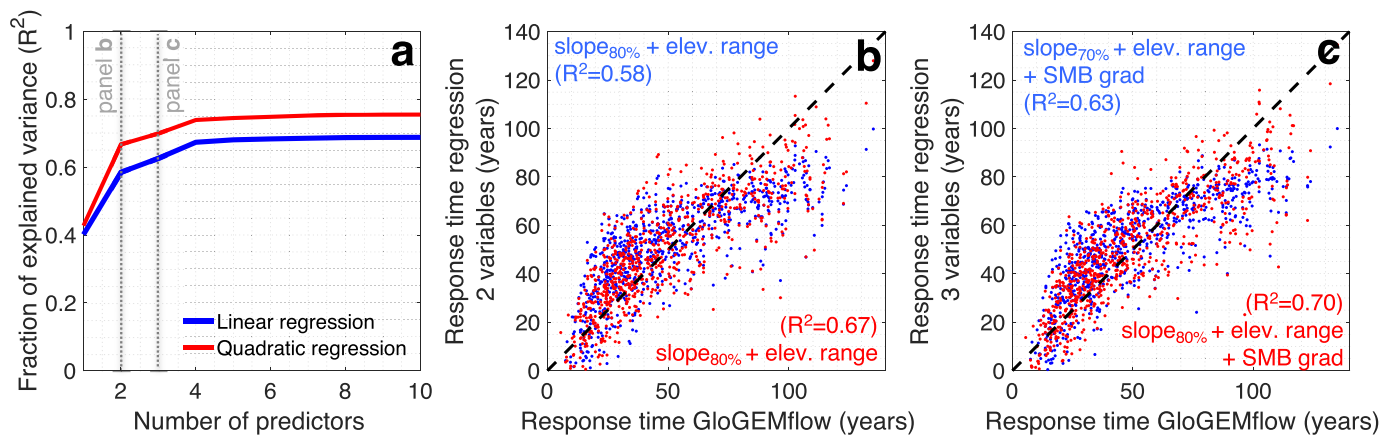 Fraction of explained variance (R²)
1
0.8
0.6
0.4
0.2
0
panel b
panel c
a
Linear regression
Quadratic regression
2
4
6
8
10
Number of predictors
Response time regression
2 variables (years)
140
120
100
80
60
40
20
0
slope80% + elev. range
(R²=0.58)
b
(R²=0.67)
slope80% + elev. range
0
50
100
Response time GloGEMflow (years)
Response time regression
3 variables (years)
140
120
100
80
60
40
20
0
slope70% + elev. range
+ SMB grad
(R²=0.63)
c
(R²=0.70)
slope80% + elev. range
+ SMB grad
0
50
100
Response time GloGEMflow (years)